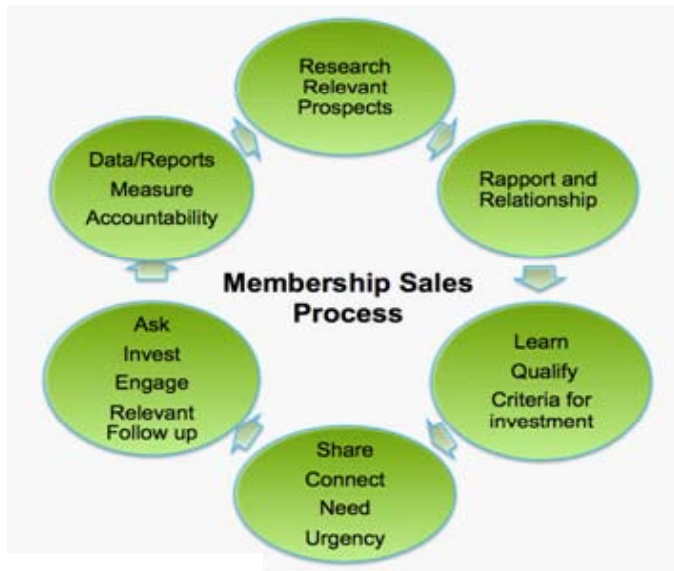 Research
Relevant
Prospects
Rapport and
Relationship
Learn
Qualify
Criteria for
investment
Share
Connect
Need
Urgency
Ask
Invest
Engage
Relevant
Follow up
Data/Reports
Measure
Accountability
Membership Sales
Process